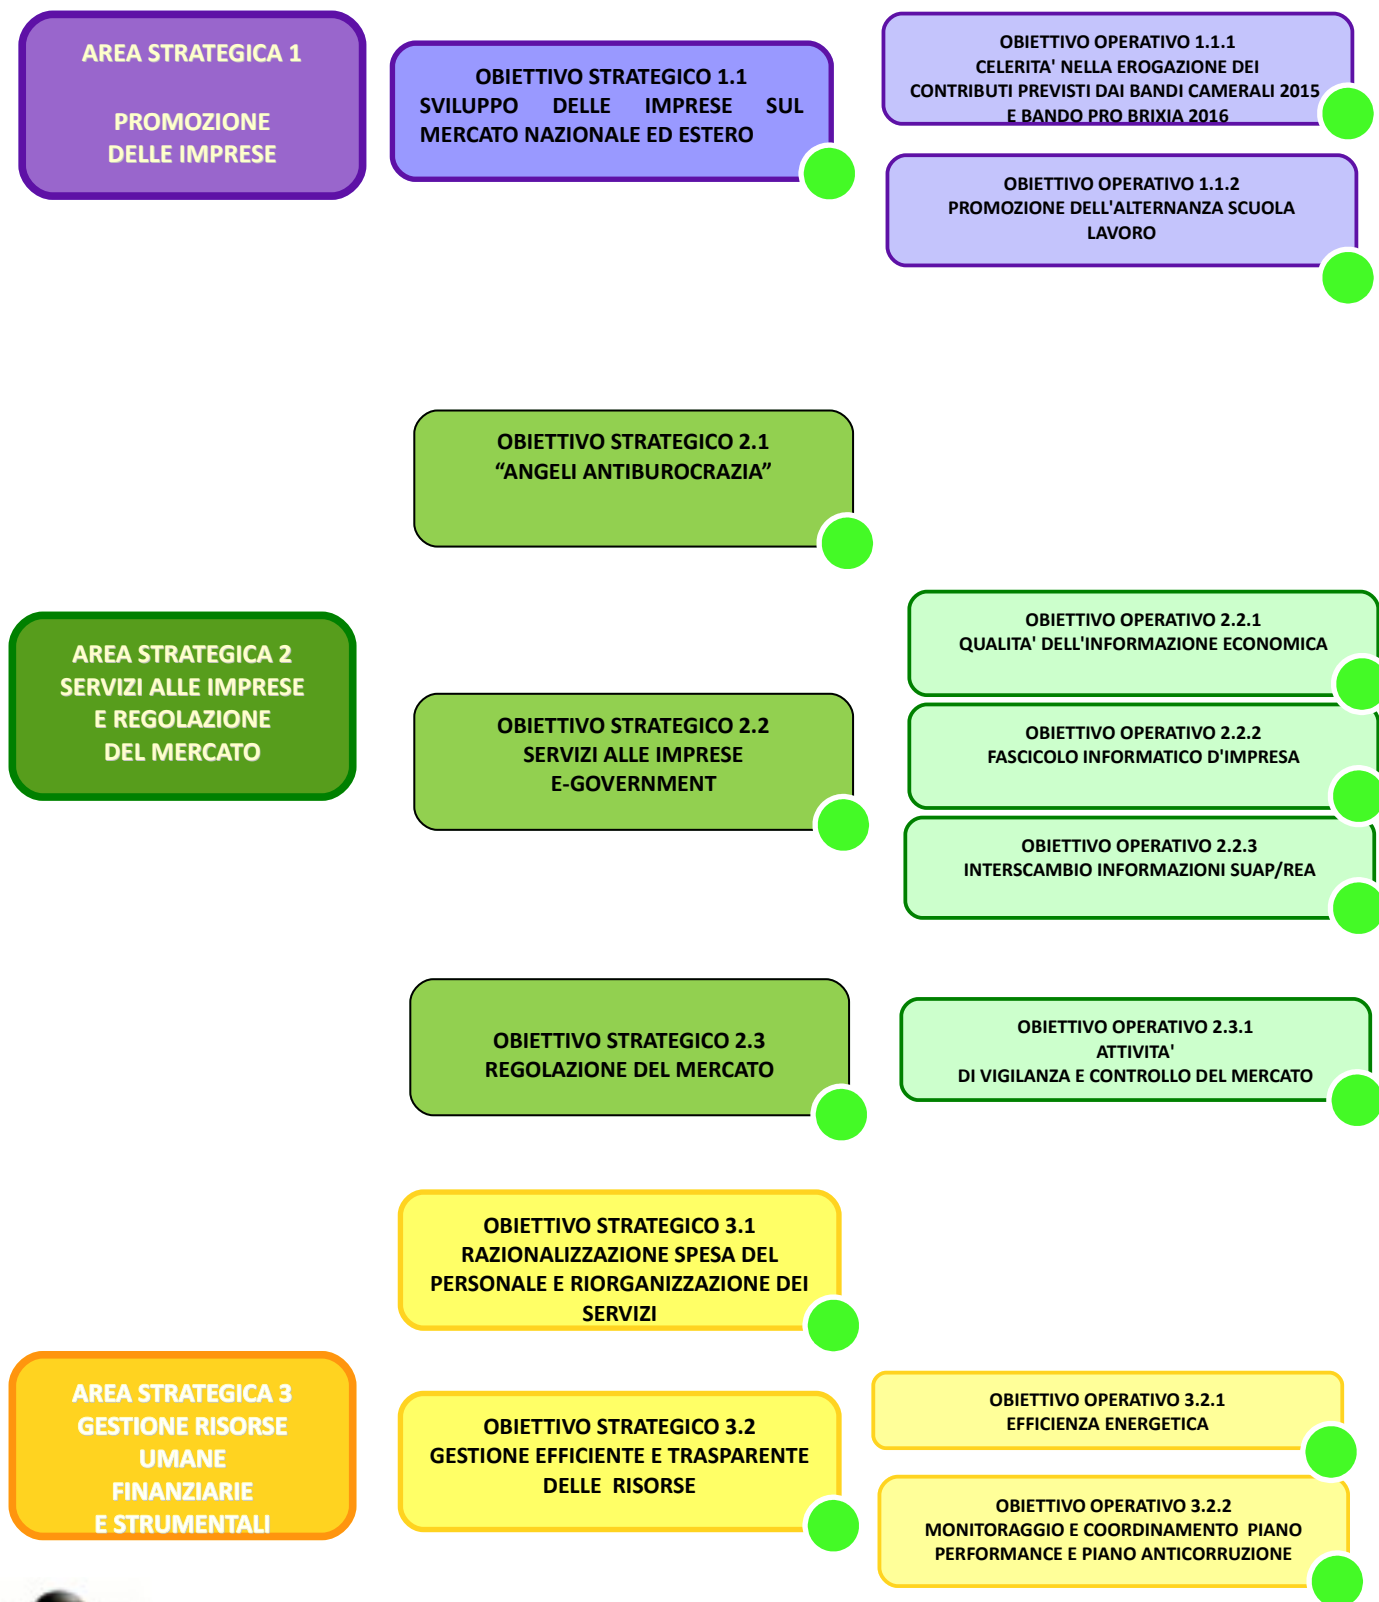 AREA STRATEGICA 1
PROMOZIONE
DELLE IMPRESE
OBIETTIVO STRATEGICO 1.1
SVILUPPO DELLE IMPRESE SUL
MERCATO NAZIONALE ED ESTERO
OBIETTIVO OPERATIVO 1.1.1
CELERITA' NELLA EROGAZIONE DEI
CONTRIBUTI PREVISTI DAI BANDI CAMERALI 2015
E BANDO PRO BRIXIA 2016
OBIETTIVO OPERATIVO 1.1.2
PROMOZIONE DELL'ALTERNANZA SCUOLA
LAVORO
OBIETTIVO STRATEGICO 2.1
“ANGELI ANTIBUROCRAZIA”
AREA STRATEGICA 2
SERVIZI ALLE IMPRESE
E REGOLAZIONE
DEL MERCATO
OBIETTIVO STRATEGICO 2.2
SERVIZI ALLE IMPRESE
E-GOVERNMENT
OBIETTIVO OPERATIVO 2.2.1
QUALITA' DELL'INFORMAZIONE ECONOMICA
OBIETTIVO OPERATIVO 2.2.2
FASCICOLO INFORMATICO D'IMPRESA
OBIETTIVO OPERATIVO 2.2.3
INTERSCAMBIO INFORMAZIONI SUAP/REA
OBIETTIVO STRATEGICO 2.3
REGOLAZIONE DEL MERCATO
OBIETTIVO OPERATIVO 2.3.1
ATTIVITA'
DI VIGILANZA E CONTROLLO DEL MERCATO
OBIETTIVO STRATEGICO 3.1
RAZIONALIZZAZIONE SPESA DEL
PERSONALE E RIORGANIZZAZIONE DEI
SERVIZI
AREA STRATEGICA 3
GESTIONE RISORSE
UMANE
FINANZIARIE
E STRUMENTALI
OBIETTIVO STRATEGICO 3.2
GESTIONE EFFICIENTE E TRASPARENTE
DELLE RISORSE
OBIETTIVO OPERATIVO 3.2.1
EFFICIENZA ENERGETICA
OBIETTIVO OPERATIVO 3.2.2
MONITORAGGIO E COORDINAMENTO PIANO
PERFORMANCE E PIANO ANTICORRUZIONE